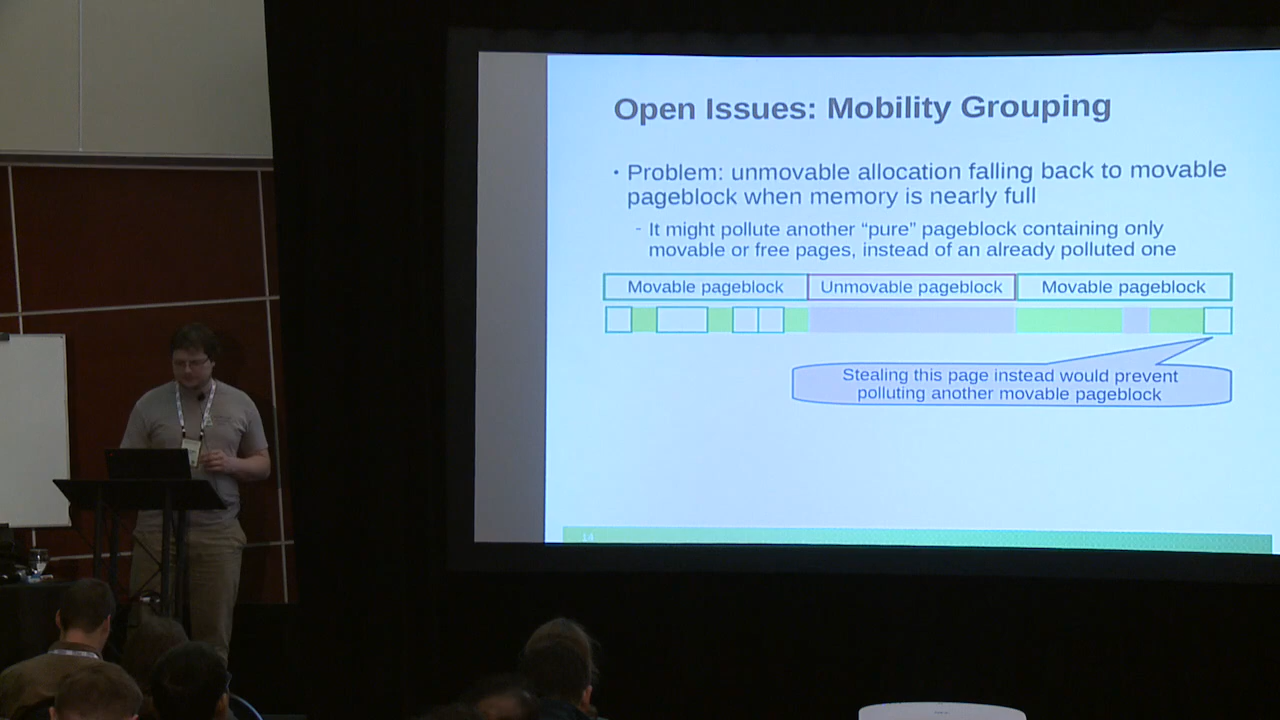 Open Issues: Mobility Grouping
· Problem: unmovable allocation falling back to movable
pageblock when memory is nearly full
- It might pollute another “pure” pageblock containing only
movable or free pages, instead of an already polluted one
Movable pageblock Unmovable pageblock Movable pageblock
Stealing this page instead would prevent
polluting another movable pageblock
14